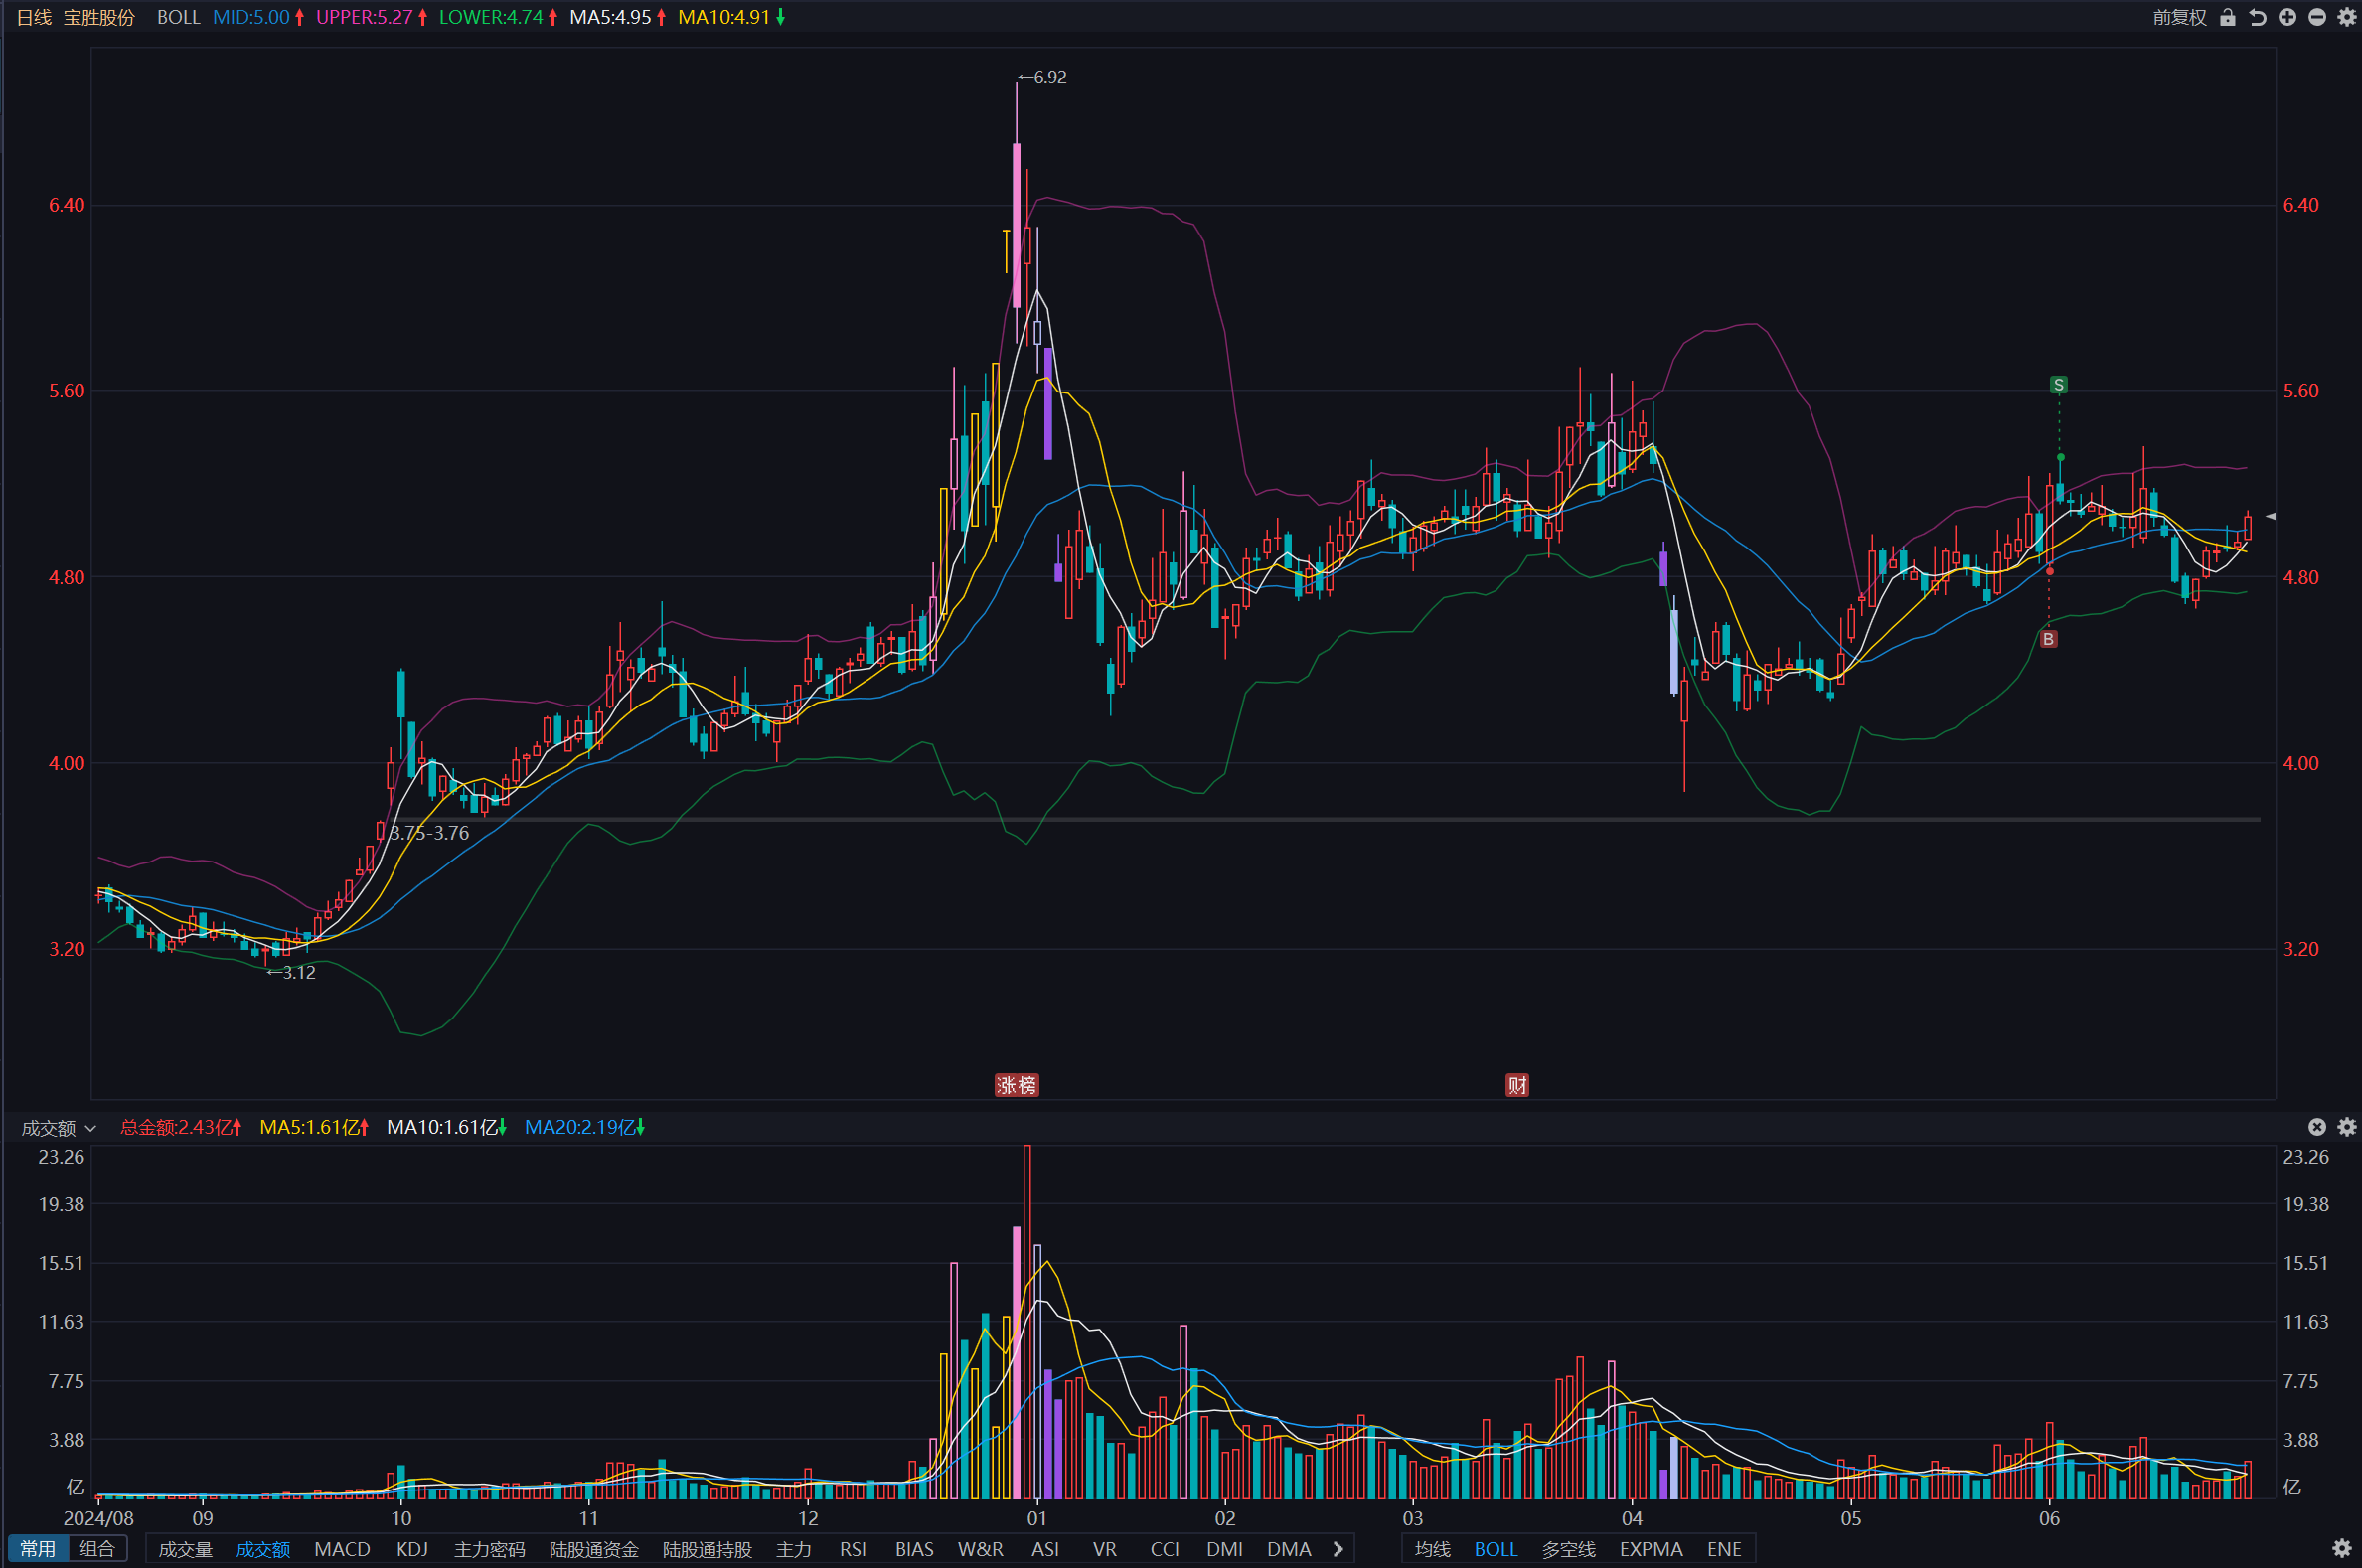 日线 宝胜股份 BOLL MID:5.00 UPPER:5.27 LOWER:4.74 MA5:4.95 MA10:4.91 前复权
←6.92
6.40 6.40
S
5.60 5.60
4.80 4.80
B
4.00 4.00
3.75-3.76
3.20 3.20
←3.12
涨 榜 财
成交额 总金额:2.43亿 MA5:1.61亿 MA10:1.61亿 MA20:2.19亿
23.26 23.26
19.38 19.38
15.51 15.51
11.63 11.63
7.75 7.75
3.88 3.88
亿 亿
2024/08 09 10 11 12 01 02 03 04 05 06
常用 组合 成交量 成交额 MACD KDJ 主力密码 陆股通资金 陆股通持股 主力 RSI BIAS W&R ASI VR CCI DMI DMA 均线 BOLL 多空线 EXPMA ENE